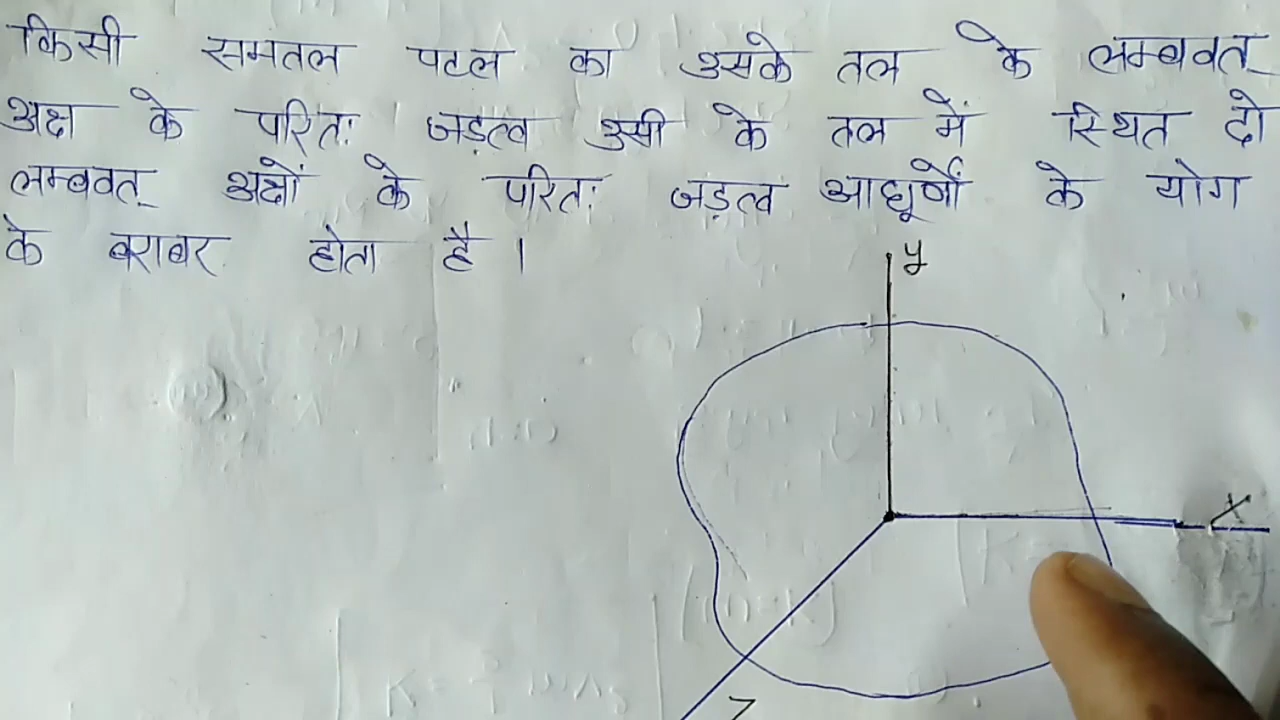 किसी समतल पटल का उसके तल के लम्बवत्
अक्ष के परितः जड़त्व उसी के तल में स्थित दो
लम्बवत् अक्षों के परितः जड़त्व आघूर्णों के योग
के बराबर होता है ।
y
X
Z